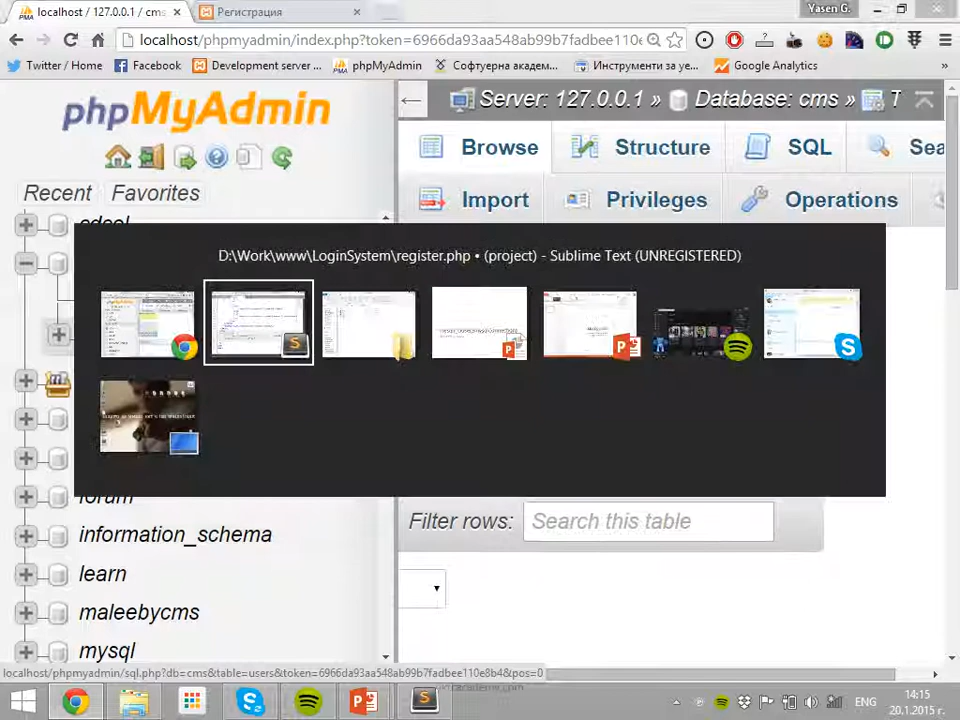 localhost / 127.0.0.1 / cms
Регистрация
Yasen G.
localhost/phpmyadmin/index.php?token=6966da93aa548ab99b7fadbee110e
Twitter / Home
Facebook
Development server ...
phpMyAdmin
Софтуерна академ...
Инструменти за уе...
Google Analytics
»
phpMyAdmin
Server: 127.0.0.1 » Database: cms » T
Browse
Structure
SQL
Sea
Import
Privileges
Operations
Recent
Favorites
D:\Work\www\LoginSystem\register.php • (project) - Sublime Text (UNREGISTERED)
forum
Filter rows:
Search this table
information_schema
learn
maleebycms
mysql
localhost/phpmyadmin/sql.php?db=cms&table=users&token=6966da93aa548ab99b7fadbee110e8b4&pos=0
ЕНG
14:15
20.1.2015 г.